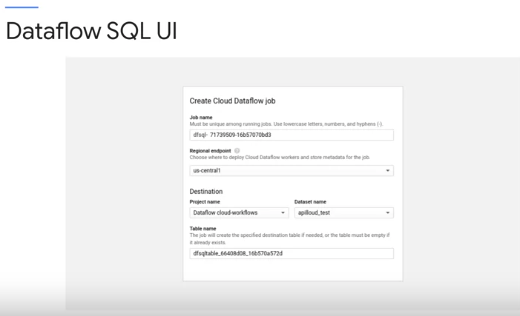 Dataflow SQL UI
Create Cloud Dataflow job
Job name
Must be unique among running jobs. Use lowercase letters, numbers, and hyphens (-).
dfsql- 71739509-16b57070bd3
Regional endpoint
Choose where to deploy Cloud Dataflow workers and store metadata for the job
us-central1
Destination
Project name Dataset name
Dataflow cloud-workflows apilloud_test
Table name
The job will create the specified destination table if needed, or the table must be empty if
it already exists.
dfsqltable_66408d08_16b570a572d